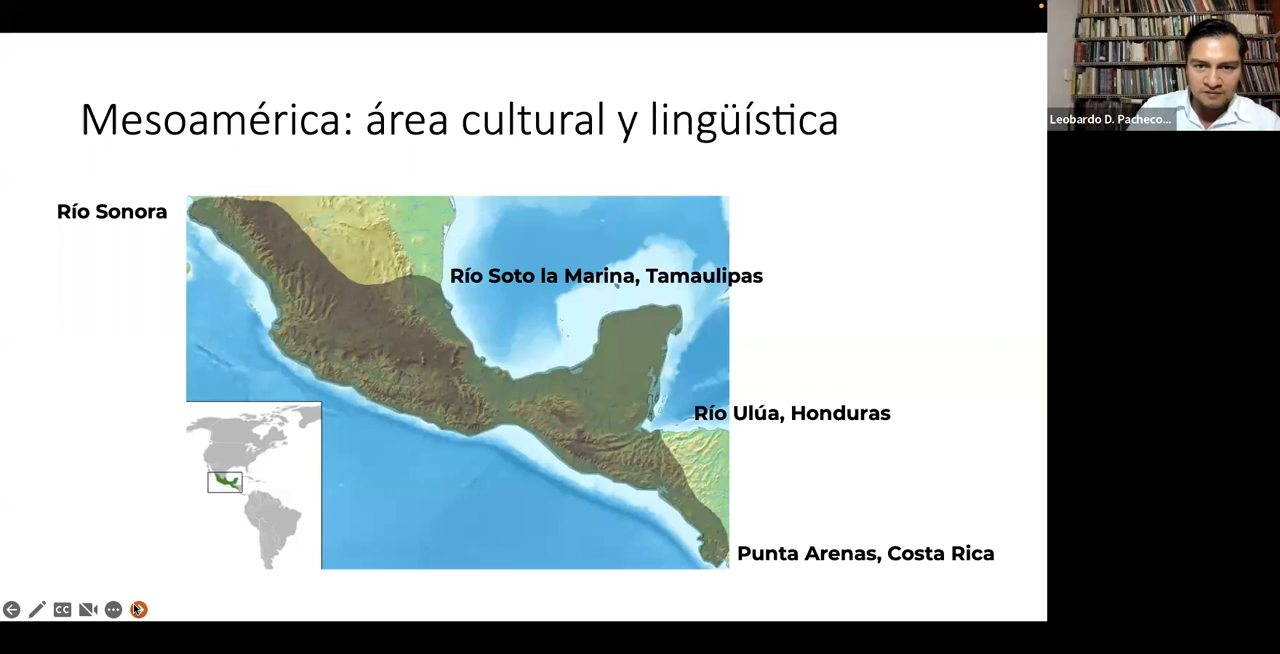 Mesoamérica: área cultural y lingüística
Río Sonora
Río Soto la Marina, Tamaulipas
Río Ulúa, Honduras
Punta Arenas, Costa Rica
Leobardo D. Pacheco...
CC